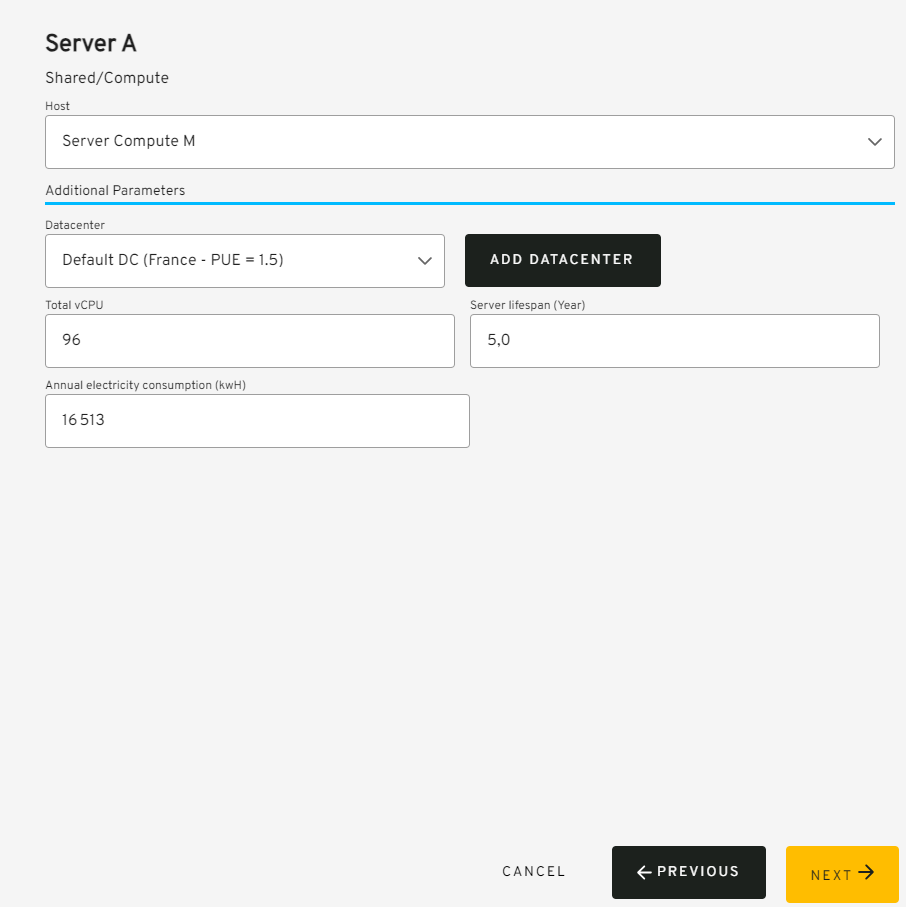 Server A
Shared/Compute
Host
Server Compute M
Additional Parameters
Datacenter
Default DC (France - PUE = 1.5)
ADD DATACENTER
Total vCPU
Server lifespan (Year)
96
5,0
Annual electricity consumption (kwH)
16 513
CANCEL
PREVIOUS
NEXT